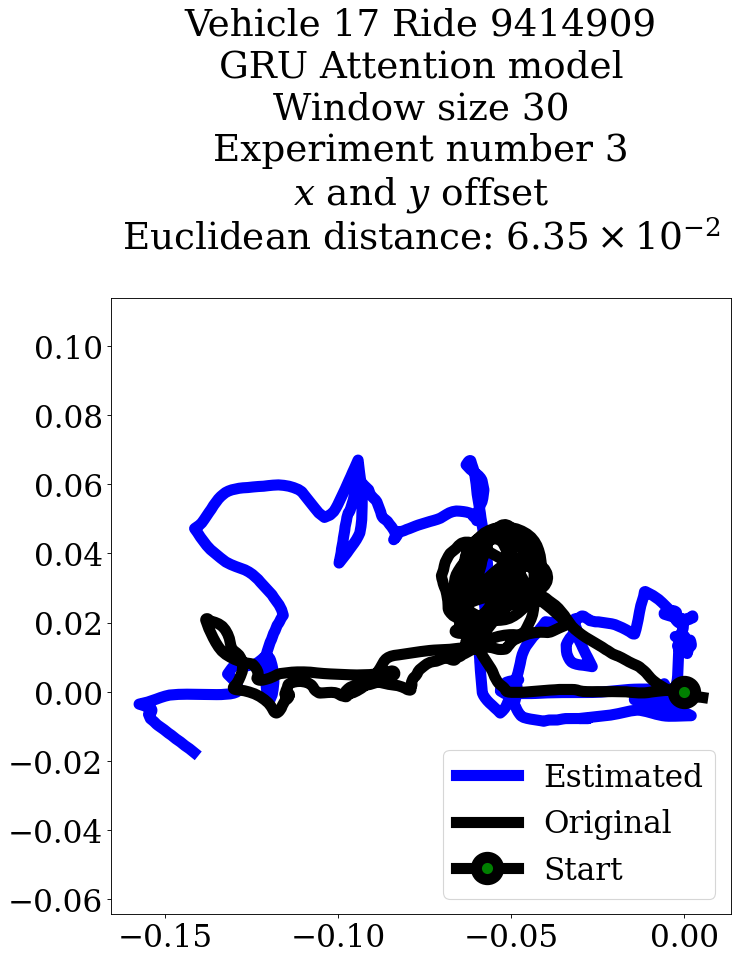 Vehicle 17 Ride 9414909
GRU Attention model
Window size 30
Experiment number 3
x and y offset
Euclidean distance: 6.35 × 10⁻²
0.10
0.08
0.06
0.04
0.02
0.00
−0.02
−0.04
−0.06
Estimated
Original
Start
−0.15 −0.10 −0.05 0.00